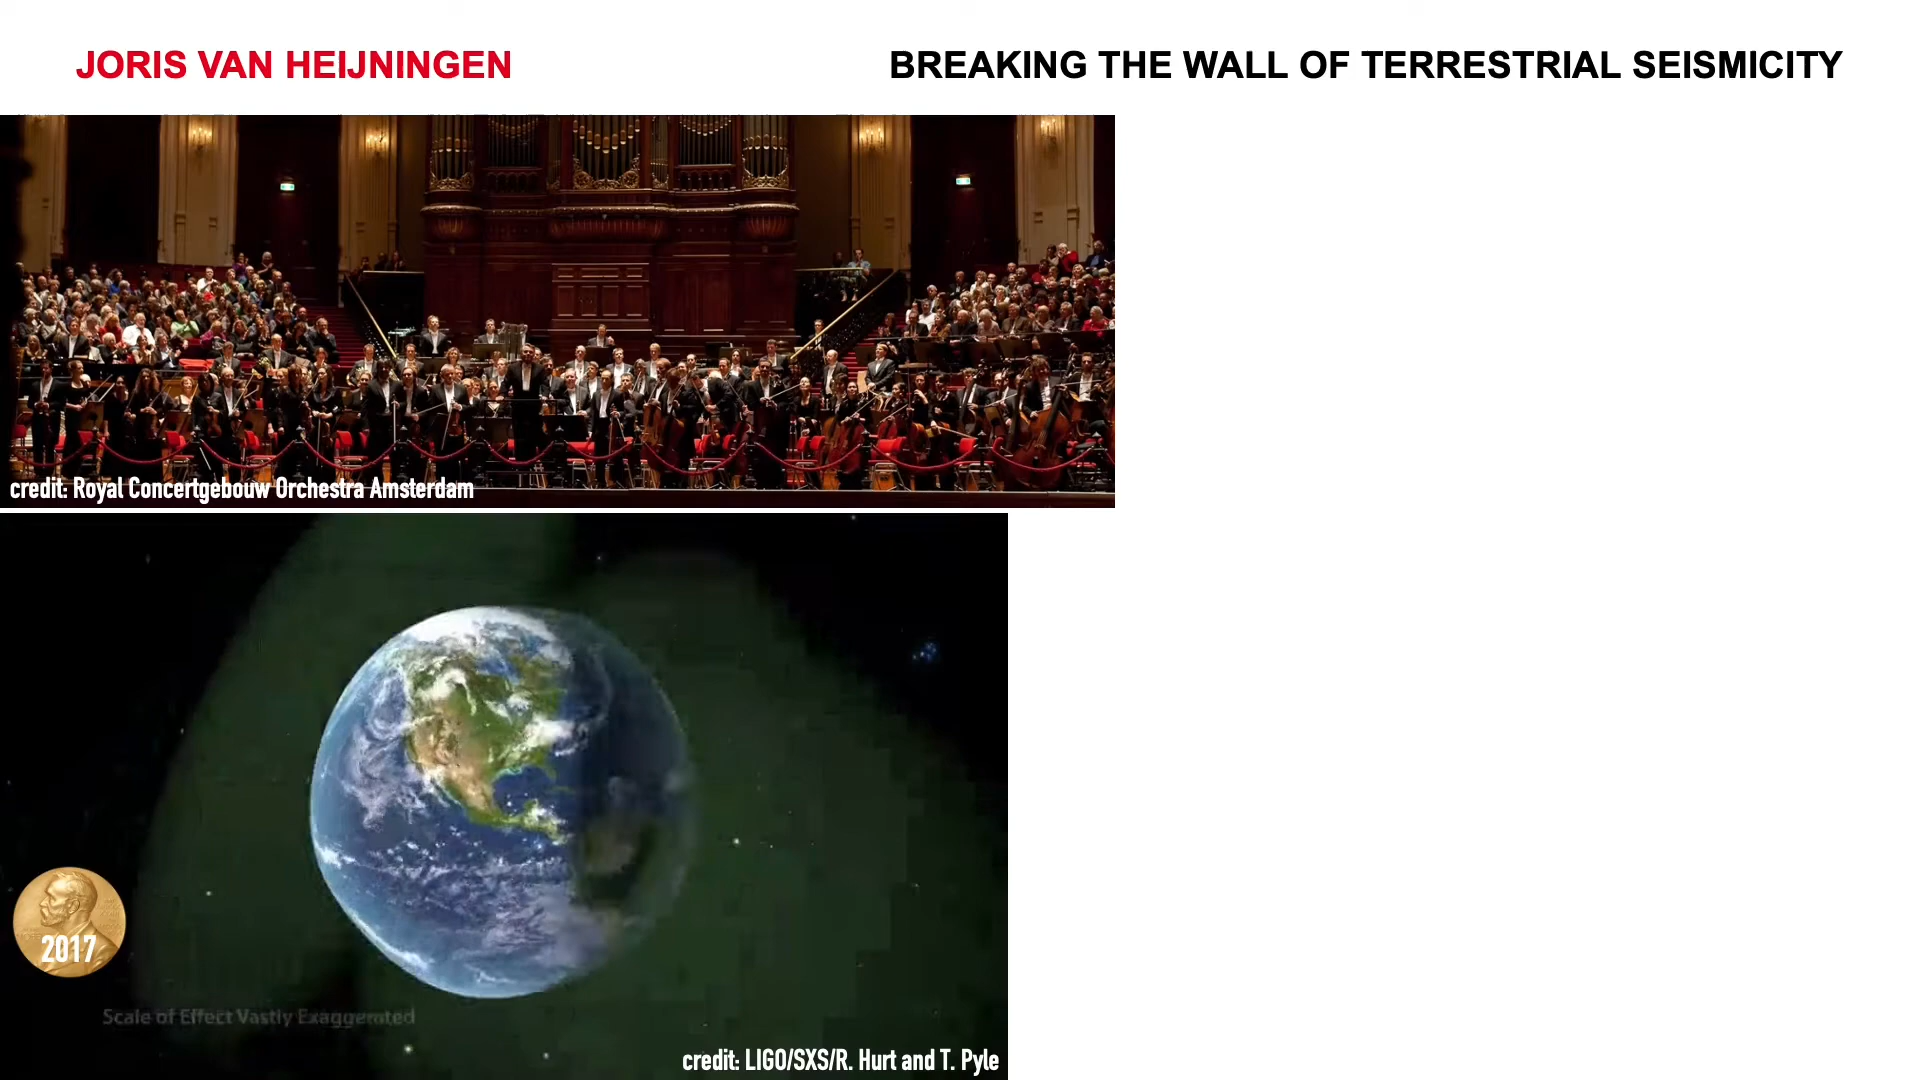 JORIS VAN HEIJNINGEN
BREAKING THE WALL OF TERRESTRIAL SEISMICITY
credit: Royal Concertgebouw Orchestra Amsterdam
2017
Scale of Effect Vastly Exaggerated
credit: LIGO/SXS/R. Hurt and T. Pyle